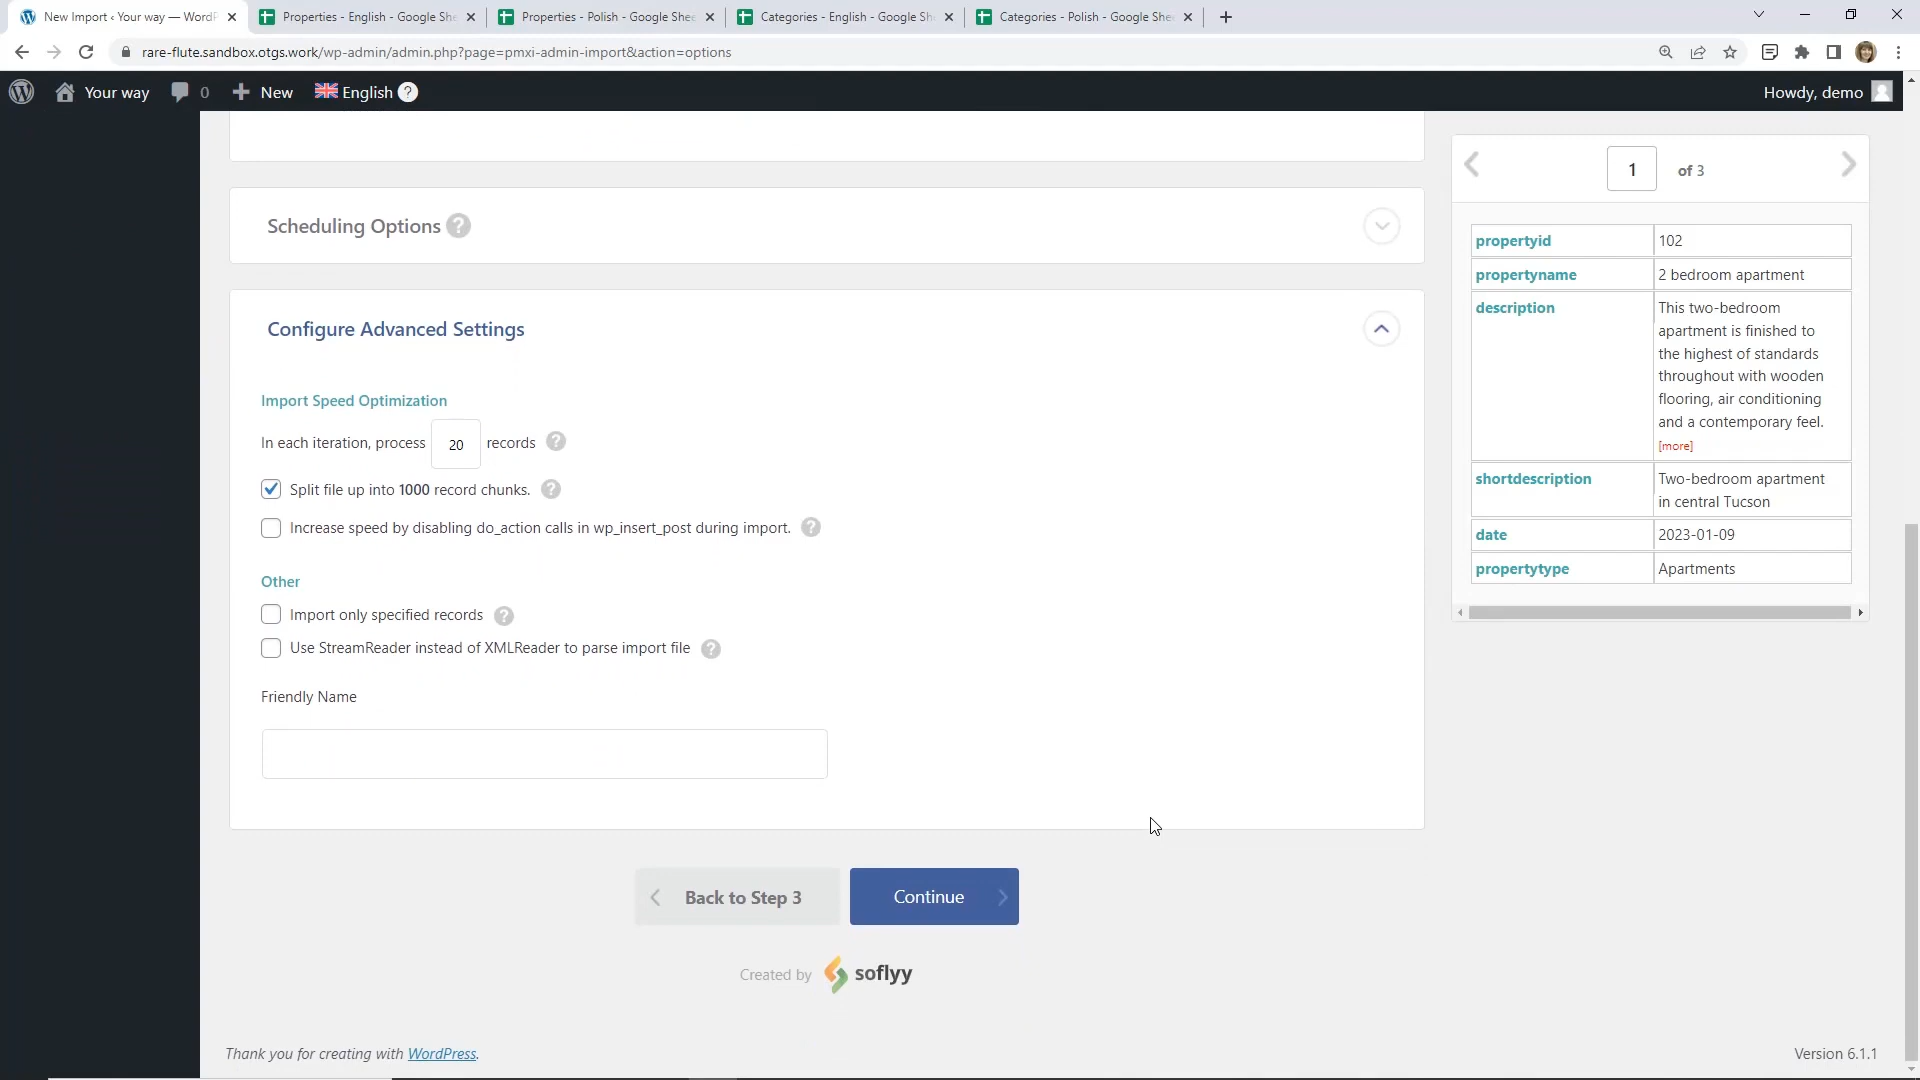 New Import ‹ Your way — WordP
Properties - English - Google She
Properties - Polish - Google Shee
Categories - English - Google Sh
Categories - Polish - Google Shee
rare-flute.sandbox.otgs.work/wp-admin/admin.php?page=pmxi-admin-import&action=options
Your way
0
New
English ?
Howdy, demo
Scheduling Options ?
Configure Advanced Settings
Import Speed Optimization
In each iteration, process 20 records ?
Split file up into 1000 record chunks. ?
Increase speed by disabling do_action calls in wp_insert_post during import. ?
Other
Import only specified records ?
Use StreamReader instead of XMLReader to parse import file ?
Friendly Name
Back to Step 3
Continue
Created by soflyy
Thank you for creating with WordPress.
Version 6.1.1
1 of 3
propertyid 102
propertyname 2 bedroom apartment
description This two-bedroom
apartment is finished to
the highest of standards
throughout with wooden
flooring, air conditioning
and a contemporary feel.
[more]
shortdescription Two-bedroom apartment
in central Tucson
date 2023-01-09
propertytype Apartments